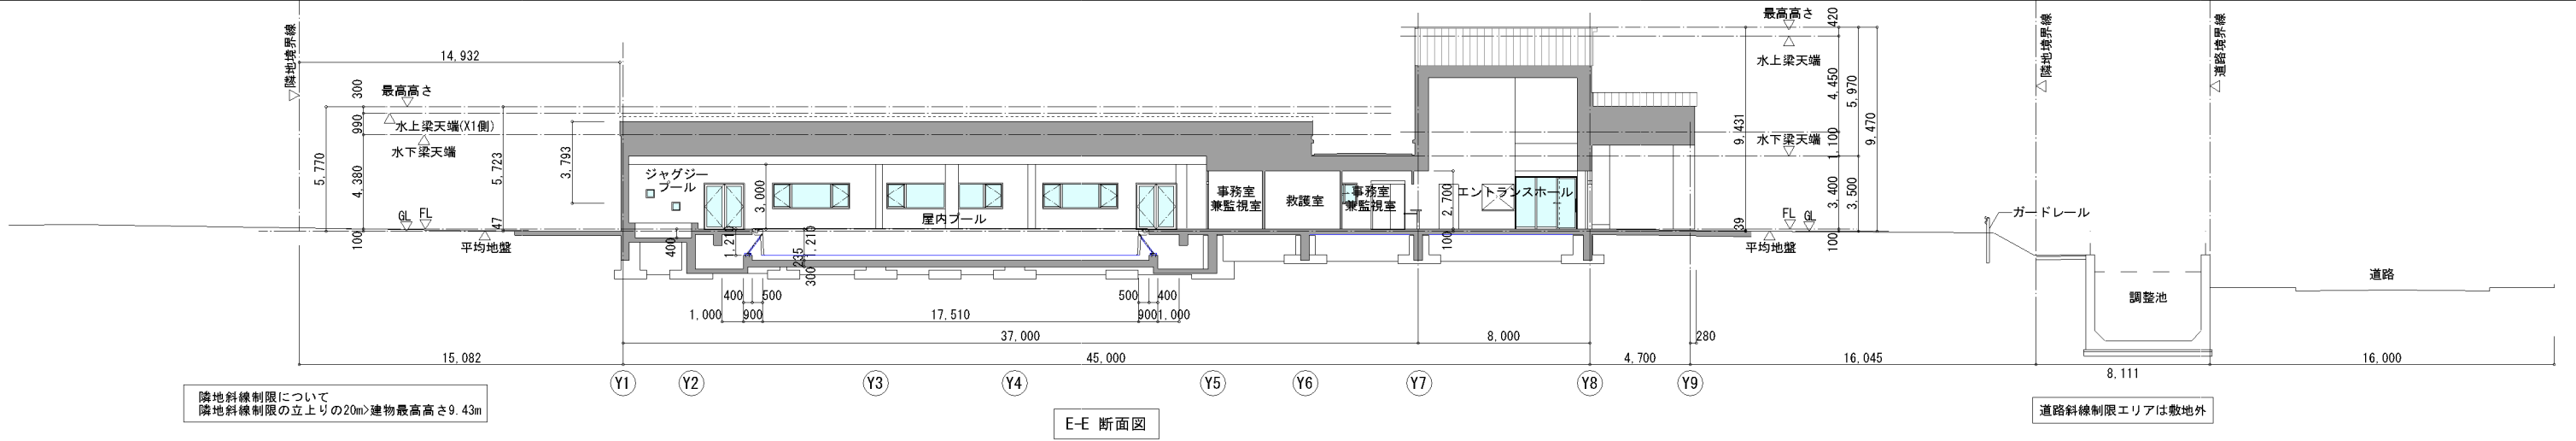 隣地境界線
14,932
300
最高高さ
990
水上梁天端(X1側)
水下梁天端
5,770
4,380
5,723
3,793
GL
FL
47
100
平均地盤
ジャグジー
プール
3,000
屋内プール
400
1,210
235
1,210
300
事務室
兼監視室
救護室
事務室
兼監視室
2,700
100
エントランスホール
最高高さ
420
水上梁天端
4,450
5,970
9,431
9,470
水下梁天端
1,100
3,400
3,500
39
FL
GL
平均地盤
100
隣地境界線
道路境界線
ガードレール
調整池
道路
400
500
500
400
1,000
900
17,510
900
1,000
37,000
8,000
280
15,082
45,000
4,700
16,045
8,111
16,000
Y1
Y2
Y3
Y4
Y5
Y6
Y7
Y8
Y9
隣地斜線制限について
隣地斜線制限の立上りの20m>建物最高高さ9.43m
E-E 断面図
道路斜線制限エリアは敷地外